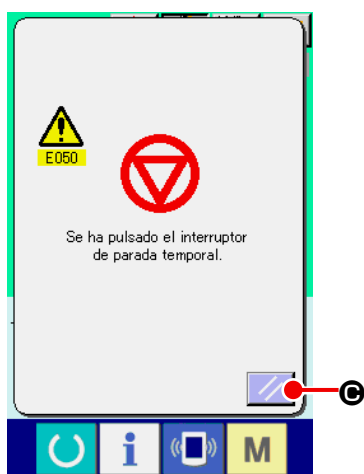 E050
Se ha pulsado el interruptor
de parada temporal.
C
i
M